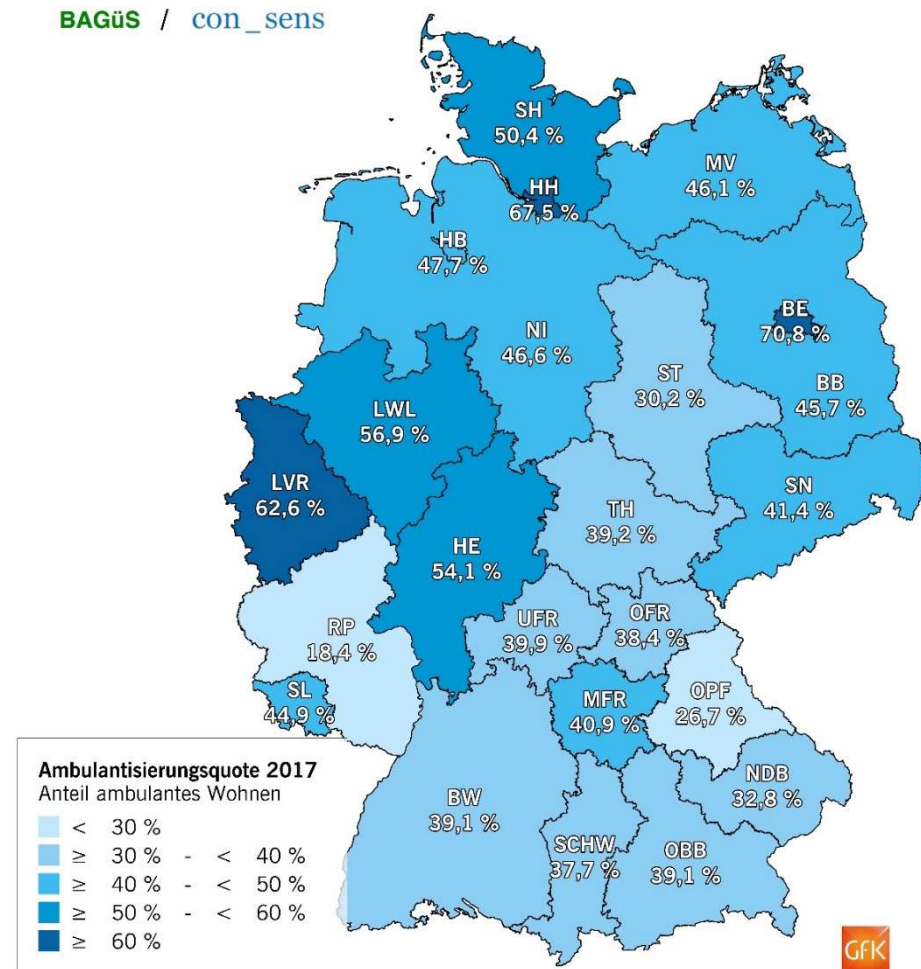 BAGüS / con_sens
SH
50,4 %
MV
46,1 %
HH
67,5 %
HB
47,7 %
BE
70,8 %
NI
46,6 %
ST
30,2 %
BB
45,7 %
LWL
56,9 %
LVR
62,6 %
SN
41,4 %
TH
39,2 %
HE
54,1 %
UFR
39,9 %
OFR
38,4 %
RP
18,4 %
SL
44,9 %
MFR
40,9 %
OPF
26,7 %
NDB
32,8 %
BW
39,1 %
SCHW
37,7 %
OBB
39,1 %
Ambulantisierungsquote 2017
Anteil ambulantes Wohnen
< 30 %
≥ 30 % - < 40 %
≥ 40 % - < 50 %
≥ 50 % - < 60 %
≥ 60 %
GfK